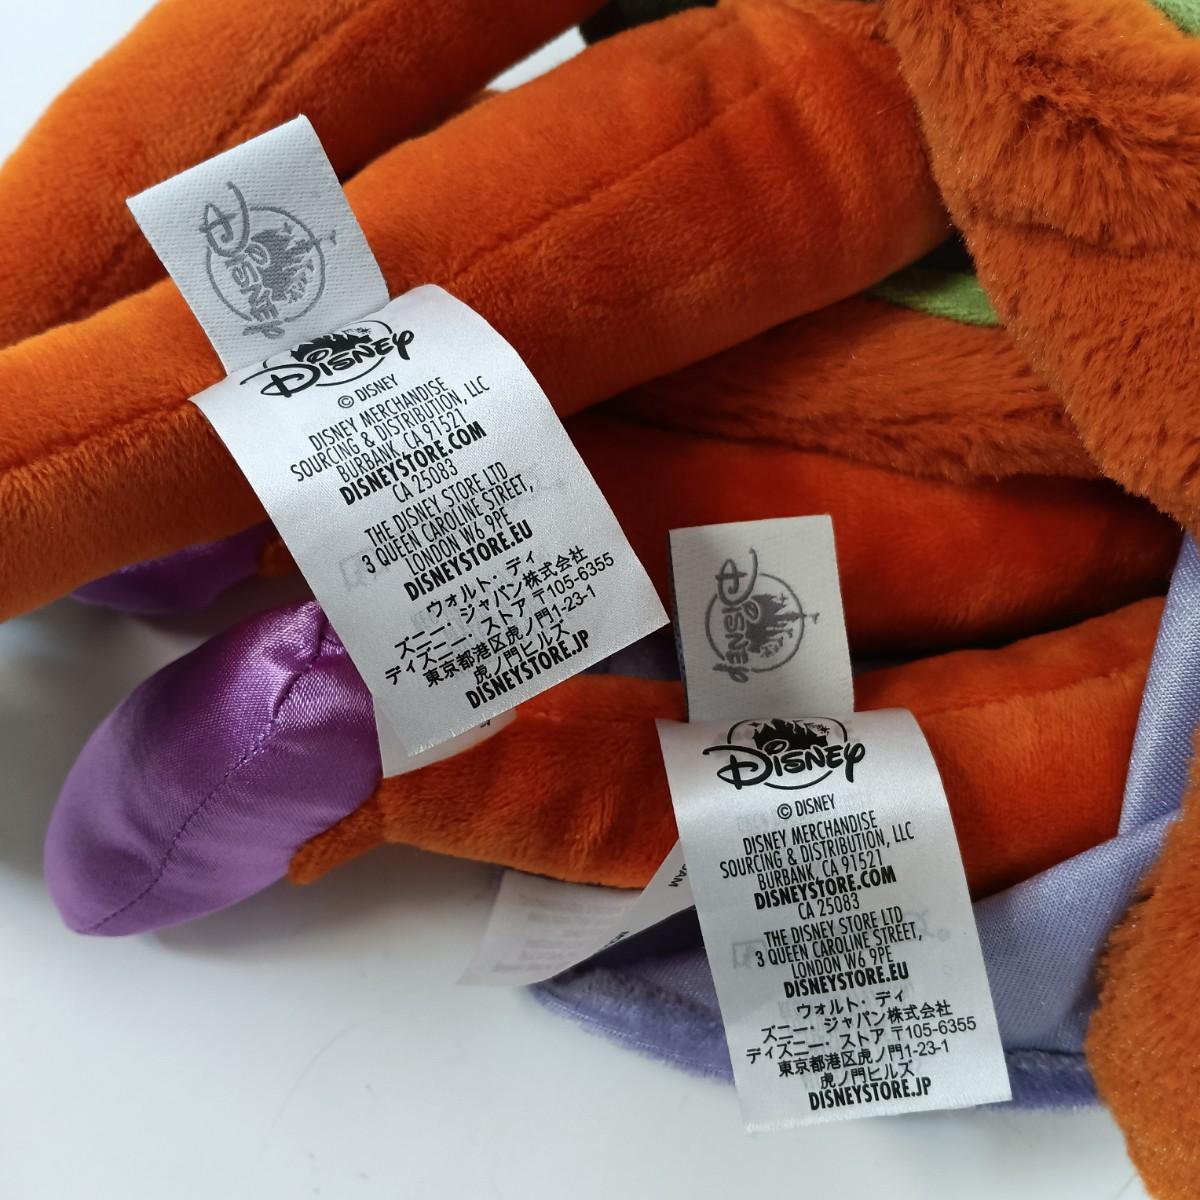 Disney
Disney
© DISNEY
DISNEY MERCHANDISE
SOURCING & DISTRIBUTION, LLC
BURBANK, CA 91521
DISNEYSTORE.COM
CA 25083
THE DISNEY STORE LTD
3 QUEEN CAROLINE STREET,
LONDON W6 9PE
DISNEYSTORE.EU
ウォルト・ディ
ズニー・ジャパン株式会社
ディズニー・ストア 〒105-6355
東京都港区虎ノ門1-23-1
虎ノ門ヒルズ
DISNEYSTORE.JP
Disney
Disney
© DISNEY
DISNEY MERCHANDISE
SOURCING & DISTRIBUTION, LLC
BURBANK, CA 91521
DISNEYSTORE.COM
CA 25083
THE DISNEY STORE LTD
3 QUEEN CAROLINE STREET,
LONDON W6 9PE
DISNEYSTORE.EU
ウォルト・ディ
ズニー・ジャパン株式会社
ディズニー・ストア 〒105-6355
東京都港区虎ノ門1-23-1
虎ノ門ヒルズ
DISNEYSTORE.JP